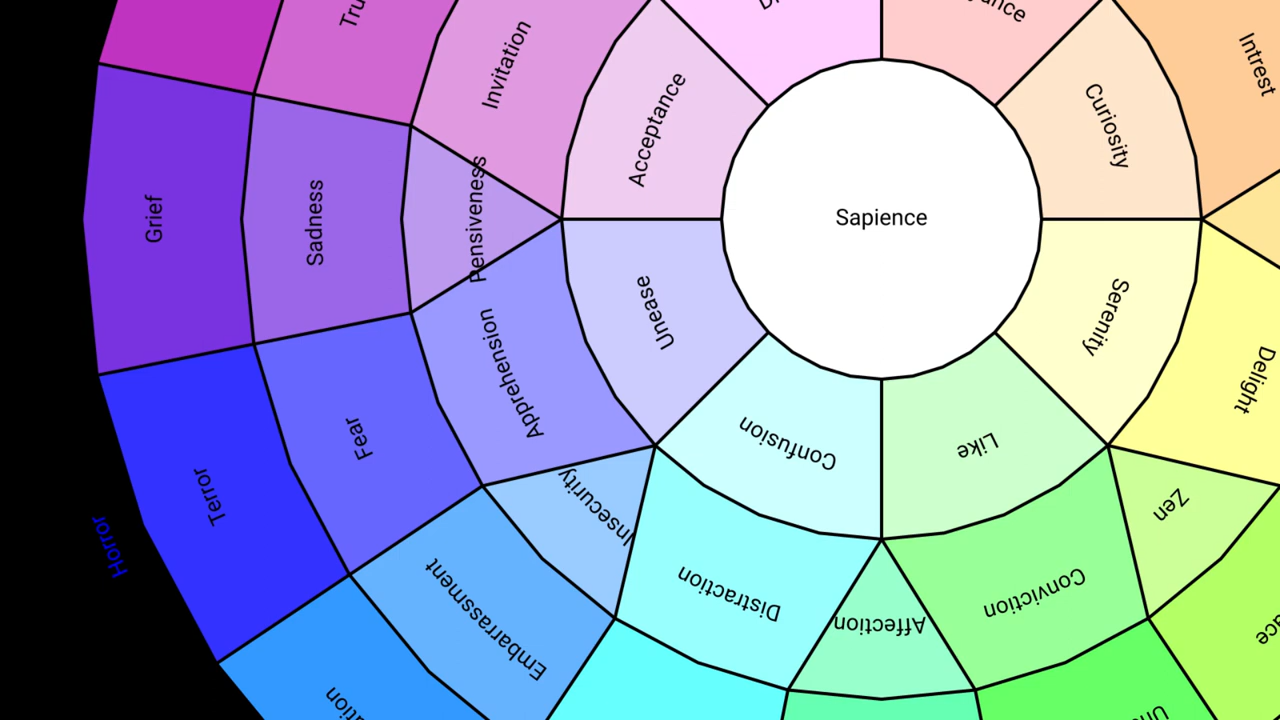 Invitation
Acceptance
Curiosity
Intrest
Grief
Sadness
Pensiveness
Sapience
Unease
Serenity
Apprehension
Delight
Fear
Confusion
Like
Terror
Insecurity
Zen
Horror
Embarrassment
Distraction
Affection
Conviction